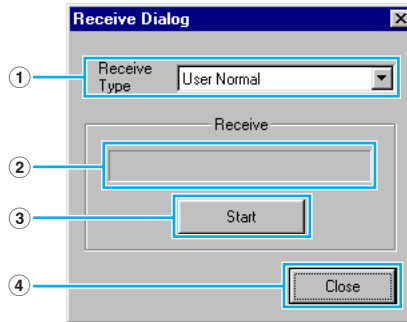 Receive Dialog
1 Receive Type User Normal
Receive
2
3 Start
4 Close